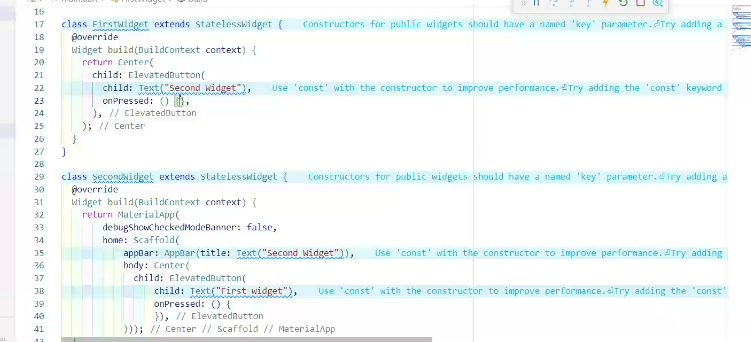 16
17 class FirstWidget extends StatelessWidget { Constructors for public widgets should have a named 'key' parameter.⏎Try adding a
18 @override
19 Widget build(BuildContext context) {
20 return Center(
21 child: ElevatedButton(
22 child: Text("Second Widget"), Use 'const' with the constructor to improve performance.⏎Try adding the 'const' keyword
23 onPressed: () {},
24 ), // ElevatedButton
25 ); // Center
26 }
27 }
28
29 class SecondWidget extends StatelessWidget { Constructors for public widgets should have a named 'key' parameter.⏎Try adding a
30 @override
31 Widget build(BuildContext context) {
32 return MaterialApp(
33 debugShowCheckedModeBanner: false,
34 home: Scaffold(
35 appBar: AppBar(title: Text("Second Widget")), Use 'const' with the constructor to improve performance.⏎Try adding
36 body: Center(
37 child: ElevatedButton(
38 child: Text("First widget"), Use 'const' with the constructor to improve performance.⏎Try adding the 'const'
39 onPressed: () {
40 }), // ElevatedButton
41 ))); // Center // Scaffold // MaterialApp